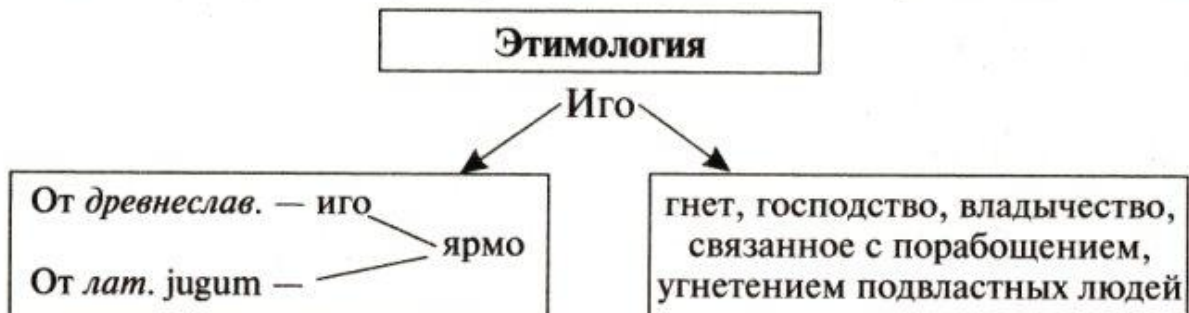 Этимология
Иго
От древнеслав. — иго
ярмо
От лат. jugum —
гнет, господство, владычество,
связанное с порабощением,
угнетением подвластных людей